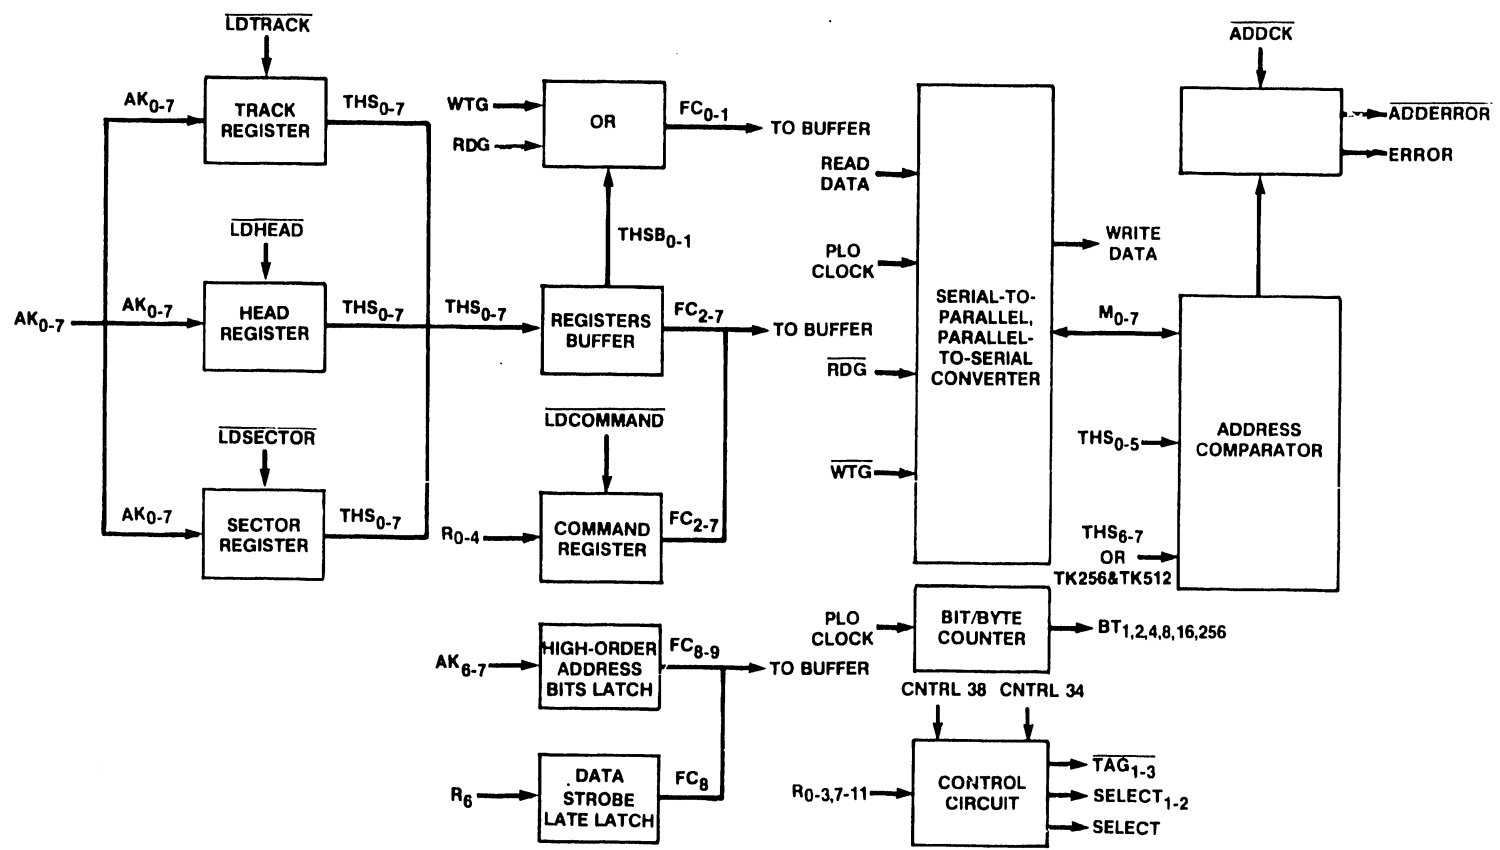 LDTRACK
AK0-7
TRACK
REGISTER
THS0-7
LDHEAD
AK0-7
AK0-7
HEAD
REGISTER
THS0-7
LDSECTOR
AK0-7
SECTOR
REGISTER
THS0-7
WTG
RDG
OR
FC0-1
TO BUFFER
THSB0-1
THS0-7
REGISTERS
BUFFER
FC2-7
TO BUFFER
LDCOMMAND
R0-4
COMMAND
REGISTER
FC2-7
AK6-7
HIGH-ORDER
ADDRESS
BITS LATCH
FC8-9
TO BUFFER
R6
DATA
STROBE
LATE LATCH
FC8
READ
DATA
PLO
CLOCK
RDG
WTG
SERIAL-TO-
PARALLEL,
PARALLEL-
TO-SERIAL
CONVERTER
WRITE
DATA
M0-7
ADDCK
ADDERROR
ERROR
THS0-5
ADDRESS
COMPARATOR
THS6-7
OR
TK256&TK512
PLO
CLOCK
BIT/BYTE
COUNTER
BT1,2,4,8,16,256
CNTRL 38 CNTRL 34
R0-3,7-11
CONTROL
CIRCUIT
TAG1-3
SELECT1-2
SELECT